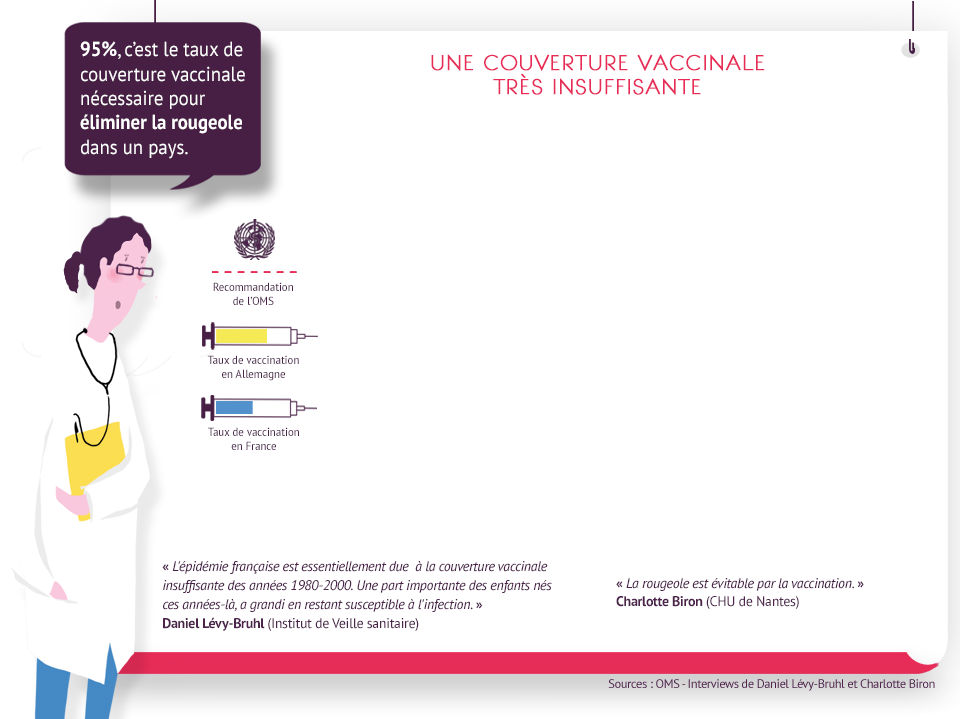 95%, c'est le taux de
couverture vaccinale
nécessaire pour
éliminer la rougeole
dans un pays.
UNE COUVERTURE VACCINALE
TRÈS INSUFFISANTE
Recommandation
de l'OMS
Taux de vaccination
en Allemagne
Taux de vaccination
en France
« L'épidémie française est essentiellement due à la couverture vaccinale
insuffisante des années 1980-2000. Une part importante des enfants nés
ces années-là, a grandi en restant susceptible à l'infection. »
Daniel Lévy-Bruhl (Institut de Veille sanitaire)
« La rougeole est évitable par la vaccination. »
Charlotte Biron (CHU de Nantes)
Sources : OMS - Interviews de Daniel Lévy-Bruhl et Charlotte Biron